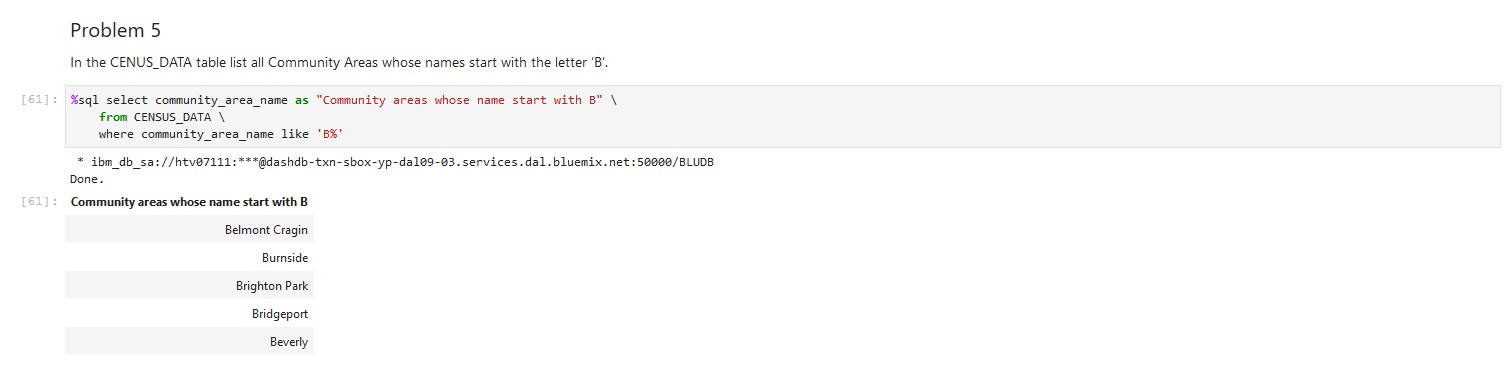 Problem 5
In the CENUS_DATA table list all Community Areas whose names start with the letter ‘B’.
[61]: %sql select community_area_name as "Community areas whose name start with B" \
from CENSUS_DATA \
where community_area_name like 'B%'
* ibm_db_sa://htv07111:***@dashdb-txn-sbox-yp-dal09-03.services.dal.bluemix.net:50000/BLUDB
Done.
[61]: Community areas whose name start with B
Belmont Cragin
Burnside
Brighton Park
Bridgeport
Beverly